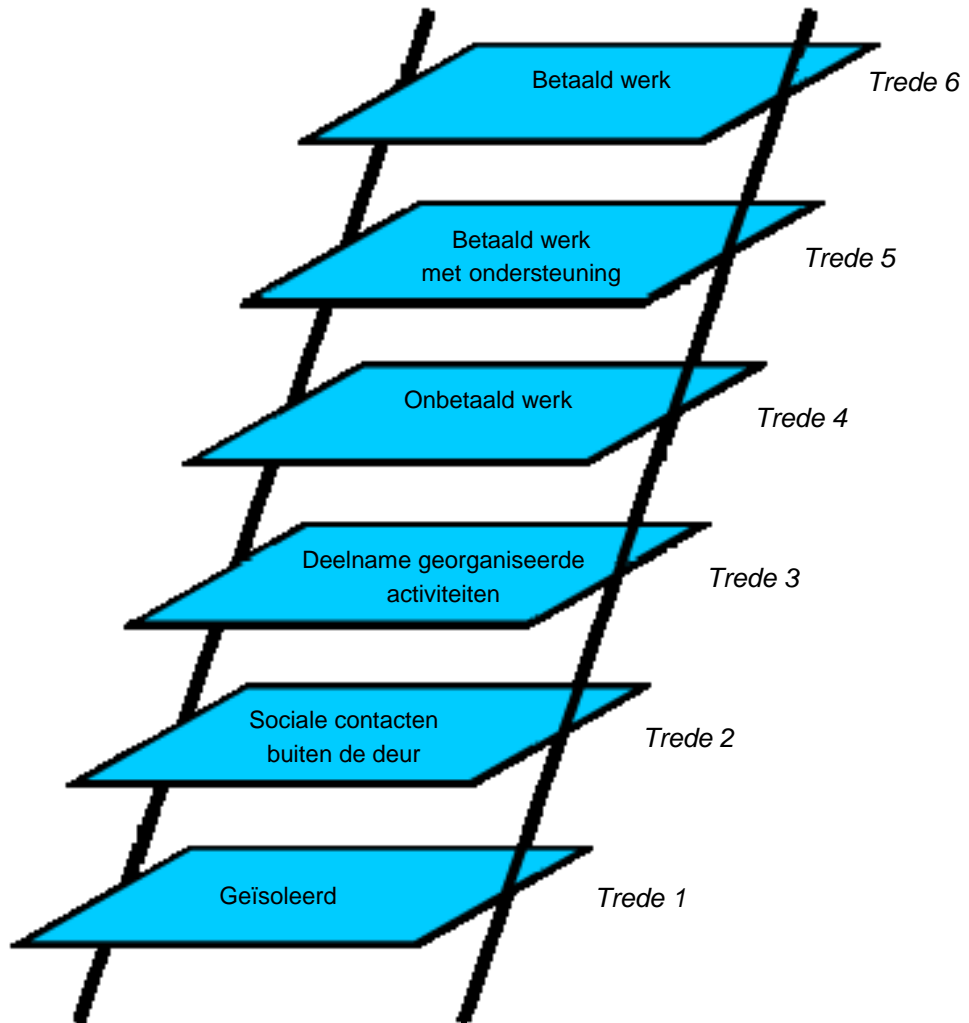 Betaald werk
Trede 6
Betaald werk
met ondersteuning
Trede 5
Onbetaald werk
Trede 4
Deelname georganiseerde
activiteiten
Trede 3
Sociale contacten
buiten de deur
Trede 2
Geïsoleerd
Trede 1